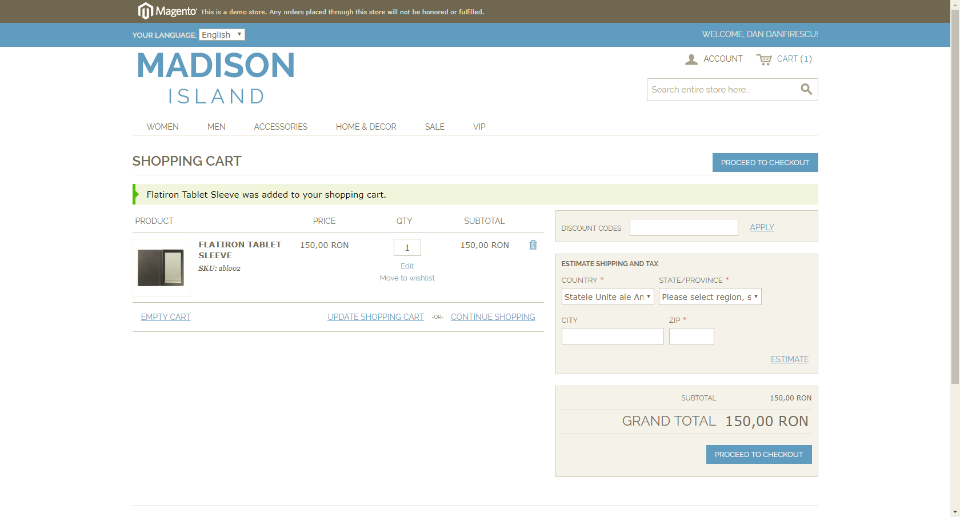 Magento This is a demo store. Any orders placed through this store will not be honored or fulfilled.
YOUR LANGUAGE: English
WELCOME, DAN DANFIRESCU!
MADISON
ISLAND
ACCOUNT
CART (1)
Search entire store here...
WOMEN MEN ACCESSORIES HOME & DECOR SALE VIP
SHOPPING CART
PROCEED TO CHECKOUT
Flatiron Tablet Sleeve was added to your shopping cart.
PRODUCT PRICE QTY SUBTOTAL
FLATIRON TABLET
SLEEVE
SKU: abl002
150,00 RON
1
Edit
Move to wishlist
150,00 RON
EMPTY CART
UPDATE SHOPPING CART -OR- CONTINUE SHOPPING
DISCOUNT CODES
APPLY
ESTIMATE SHIPPING AND TAX
COUNTRY * STATE/PROVINCE *
Statele Unite ale An Please select region, s
CITY ZIP *
ESTIMATE
SUBTOTAL 150,00 RON
GRAND TOTAL 150,00 RON
PROCEED TO CHECKOUT